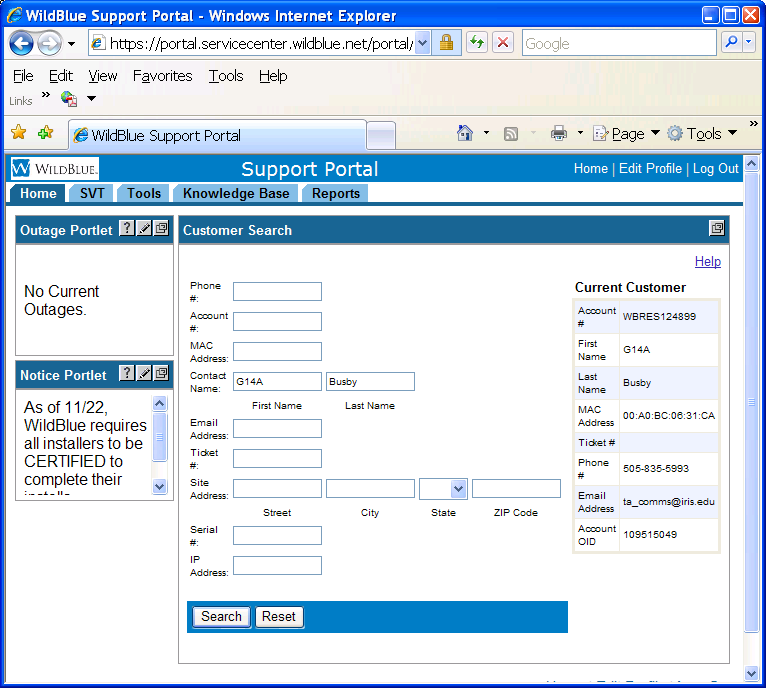 WildBlue Support Portal - Windows Internet Explorer
https://portal.servicecenter.wildblue.net/portal/
Google
File Edit View Favorites Tools Help
Links »
WildBlue Support Portal
Page Tools »
W WILDBLUE. Support Portal Home | Edit Profile | Log Out
Home SVT Tools Knowledge Base Reports
Outage Portlet ?
No Current
Outages.
Notice Portlet ?
As of 11/22,
WildBlue requires
all installers to be
CERTIFIED to
complete their
installs
Customer Search
Help
Phone
#:
Account
#:
MAC
Address:
Contact
Name: G14A Busby
First Name Last Name
Email
Address:
Ticket
#:
Site
Address:
Street City State ZIP Code
Serial
#:
IP
Address:
Search Reset
Current Customer
Account
# WBRES124899
First
Name G14A
Last
Name Busby
MAC
Address 00:A0:BC:06:31:CA
Ticket #
Phone
# 505-835-5993
Email
Address ta_comms@iris.edu
Account
OID 109515049